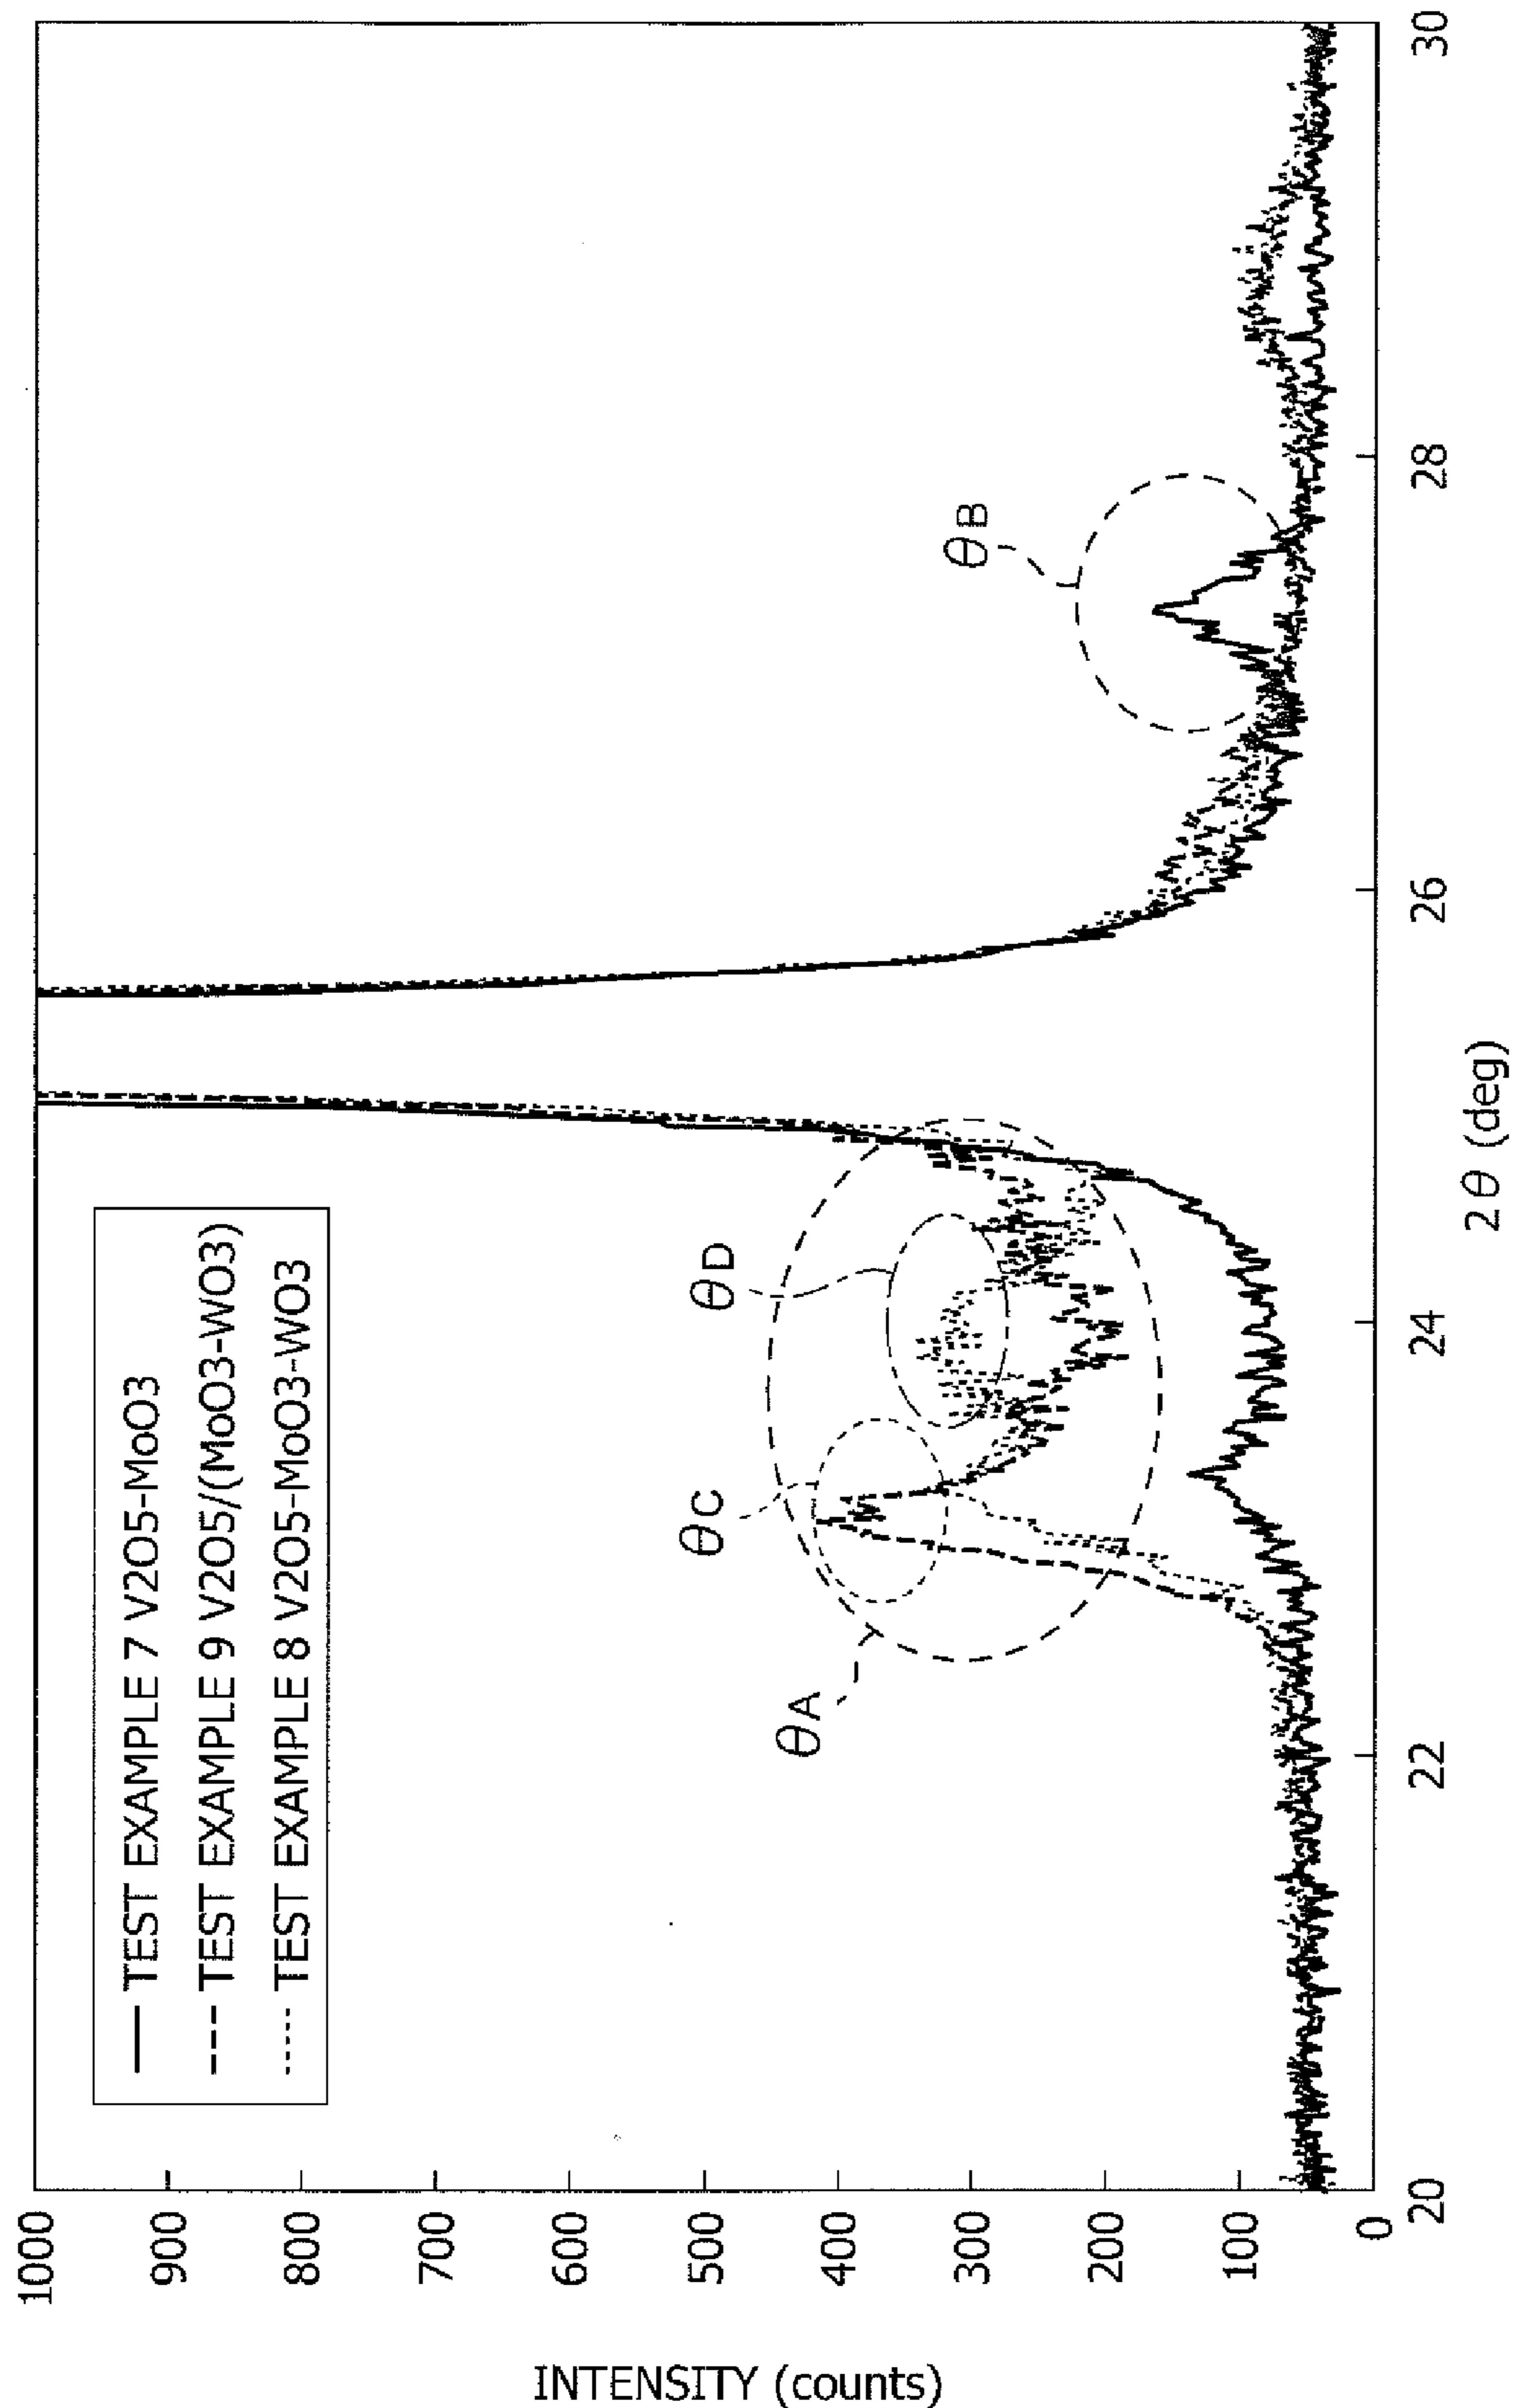 TEST EXAMPLE 7 V2O5-MoO3
TEST EXAMPLE 9 V2O5/(MoO3-WO3)
TEST EXAMPLE 8 V2O5-MoO3-WO3
INTENSITY (counts)
1000
900
800
700
600
500
400
300
200
100
0
θA
θC
θD
θB
20
22
24
26
28
30
2θ (deg)